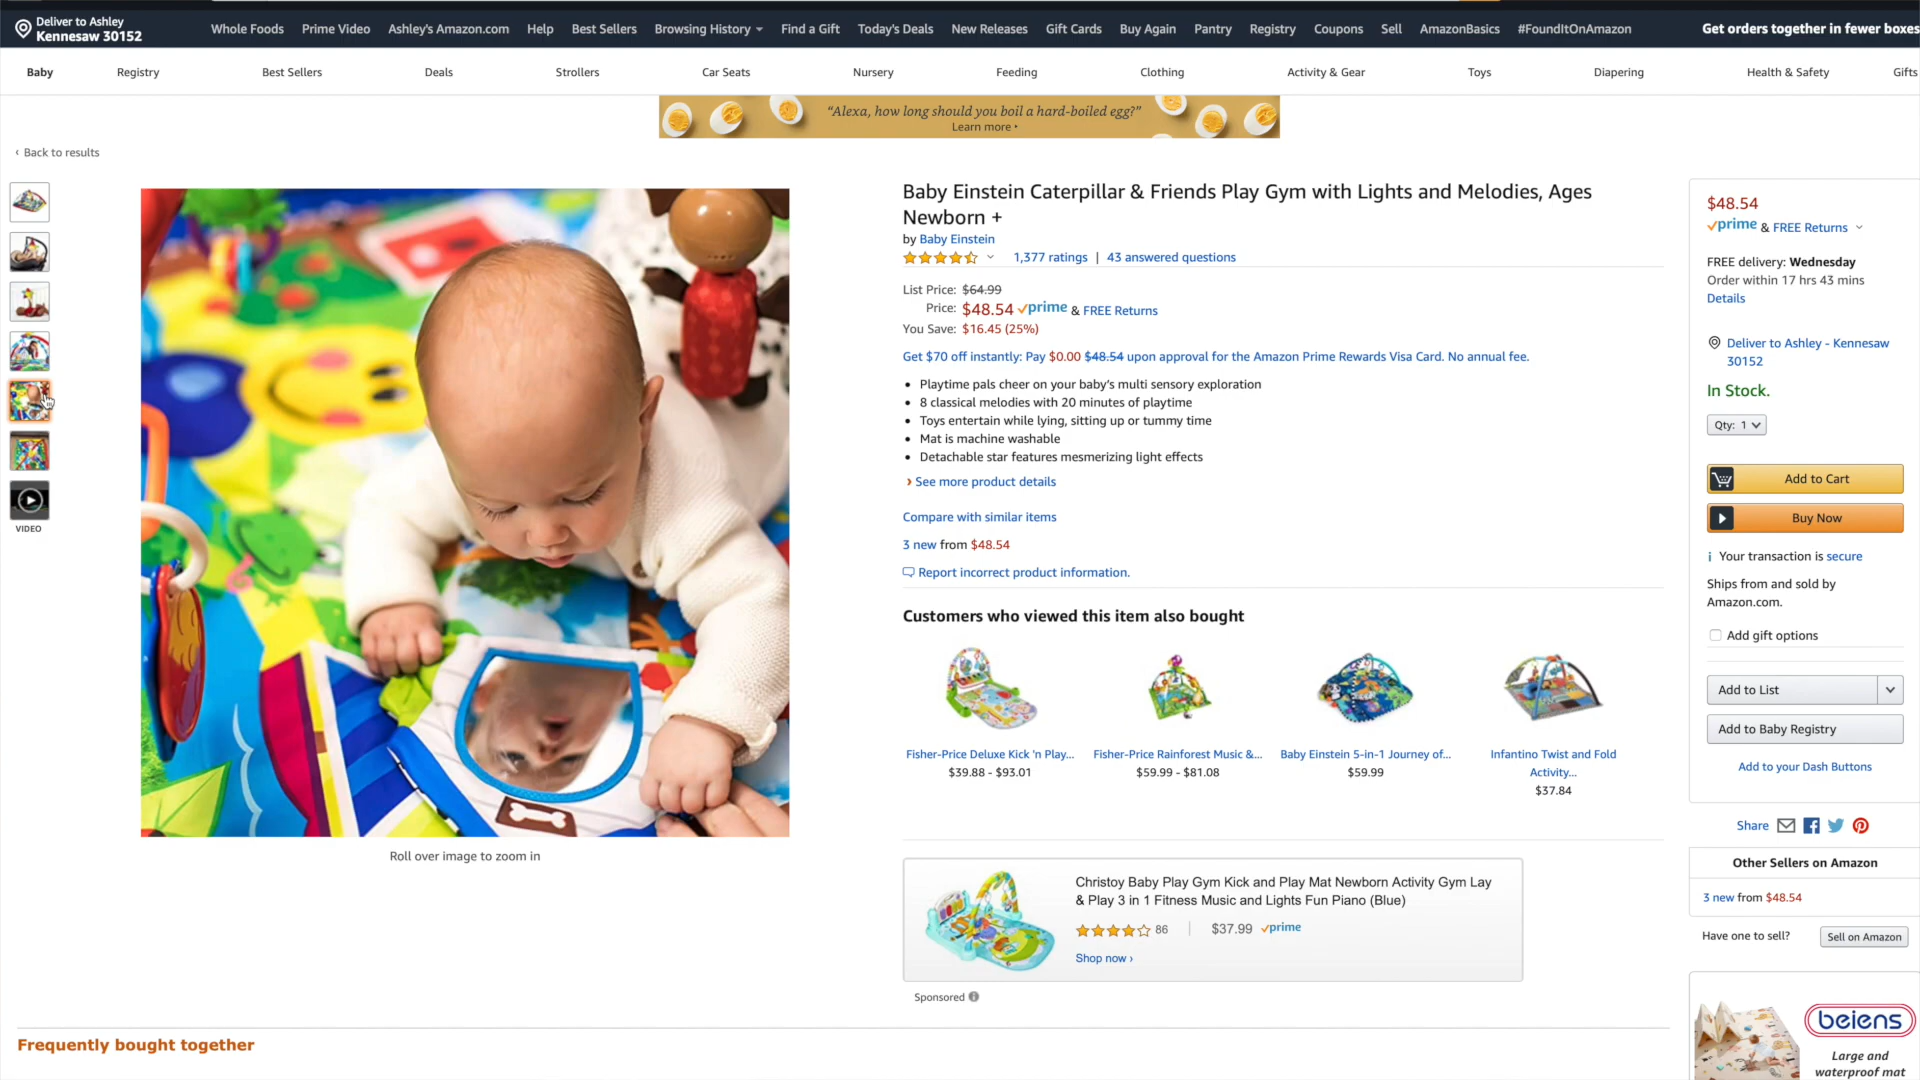 Deliver to Ashley
Kennesaw 30152
Whole Foods
Prime Video
Ashley's Amazon.com
Help
Best Sellers
Browsing History
Find a Gift
Today's Deals
New Releases
Gift Cards
Buy Again
Pantry
Registry
Coupons
Sell
AmazonBasics
#FoundItOnAmazon
Get orders together in fewer boxes
Baby
Registry
Best Sellers
Deals
Strollers
Car Seats
Nursery
Feeding
Clothing
Activity & Gear
Toys
Diapering
Health & Safety
Gifts
“Alexa, how long should you boil a hard-boiled egg?”
Learn more ‣
‹ Back to results
VIDEO
Roll over image to zoom in
Baby Einstein Caterpillar & Friends Play Gym with Lights and Melodies, Ages
Newborn +
by Baby Einstein
1,377 ratings | 43 answered questions
List Price: $64.99
Price: $48.54 prime & FREE Returns
You Save: $16.45 (25%)
Get $70 off instantly: Pay $0.00 $48.54 upon approval for the Amazon Prime Rewards Visa Card. No annual fee.
• Playtime pals cheer on your baby’s multi sensory exploration
• 8 classical melodies with 20 minutes of playtime
• Toys entertain while lying, sitting up or tummy time
• Mat is machine washable
• Detachable star features mesmerizing light effects
› See more product details
Compare with similar items
3 new from $48.54
Report incorrect product information.
Customers who viewed this item also bought
Fisher-Price Deluxe Kick 'n Play...
$39.88 - $93.01
Fisher-Price Rainforest Music &...
$59.99 - $81.08
Baby Einstein 5-in-1 Journey of...
$59.99
Infantino Twist and Fold
Activity...
$37.84
Christoy Baby Play Gym Kick and Play Mat Newborn Activity Gym Lay
& Play 3 in 1 Fitness Music and Lights Fun Piano (Blue)
86 | $37.99 prime
Shop now ›
Sponsored
Frequently bought together
$48.54
prime & FREE Returns
FREE delivery: Wednesday
Order within 17 hrs 43 mins
Details
Deliver to Ashley - Kennesaw
30152
In Stock.
Qty: 1
Add to Cart
Buy Now
Your transaction is secure
Ships from and sold by
Amazon.com.
Add gift options
Add to List
Add to Baby Registry
Add to your Dash Buttons
Share
Other Sellers on Amazon
3 new from $48.54
Have one to sell?
Sell on Amazon
beiens
Large and
waterproof mat